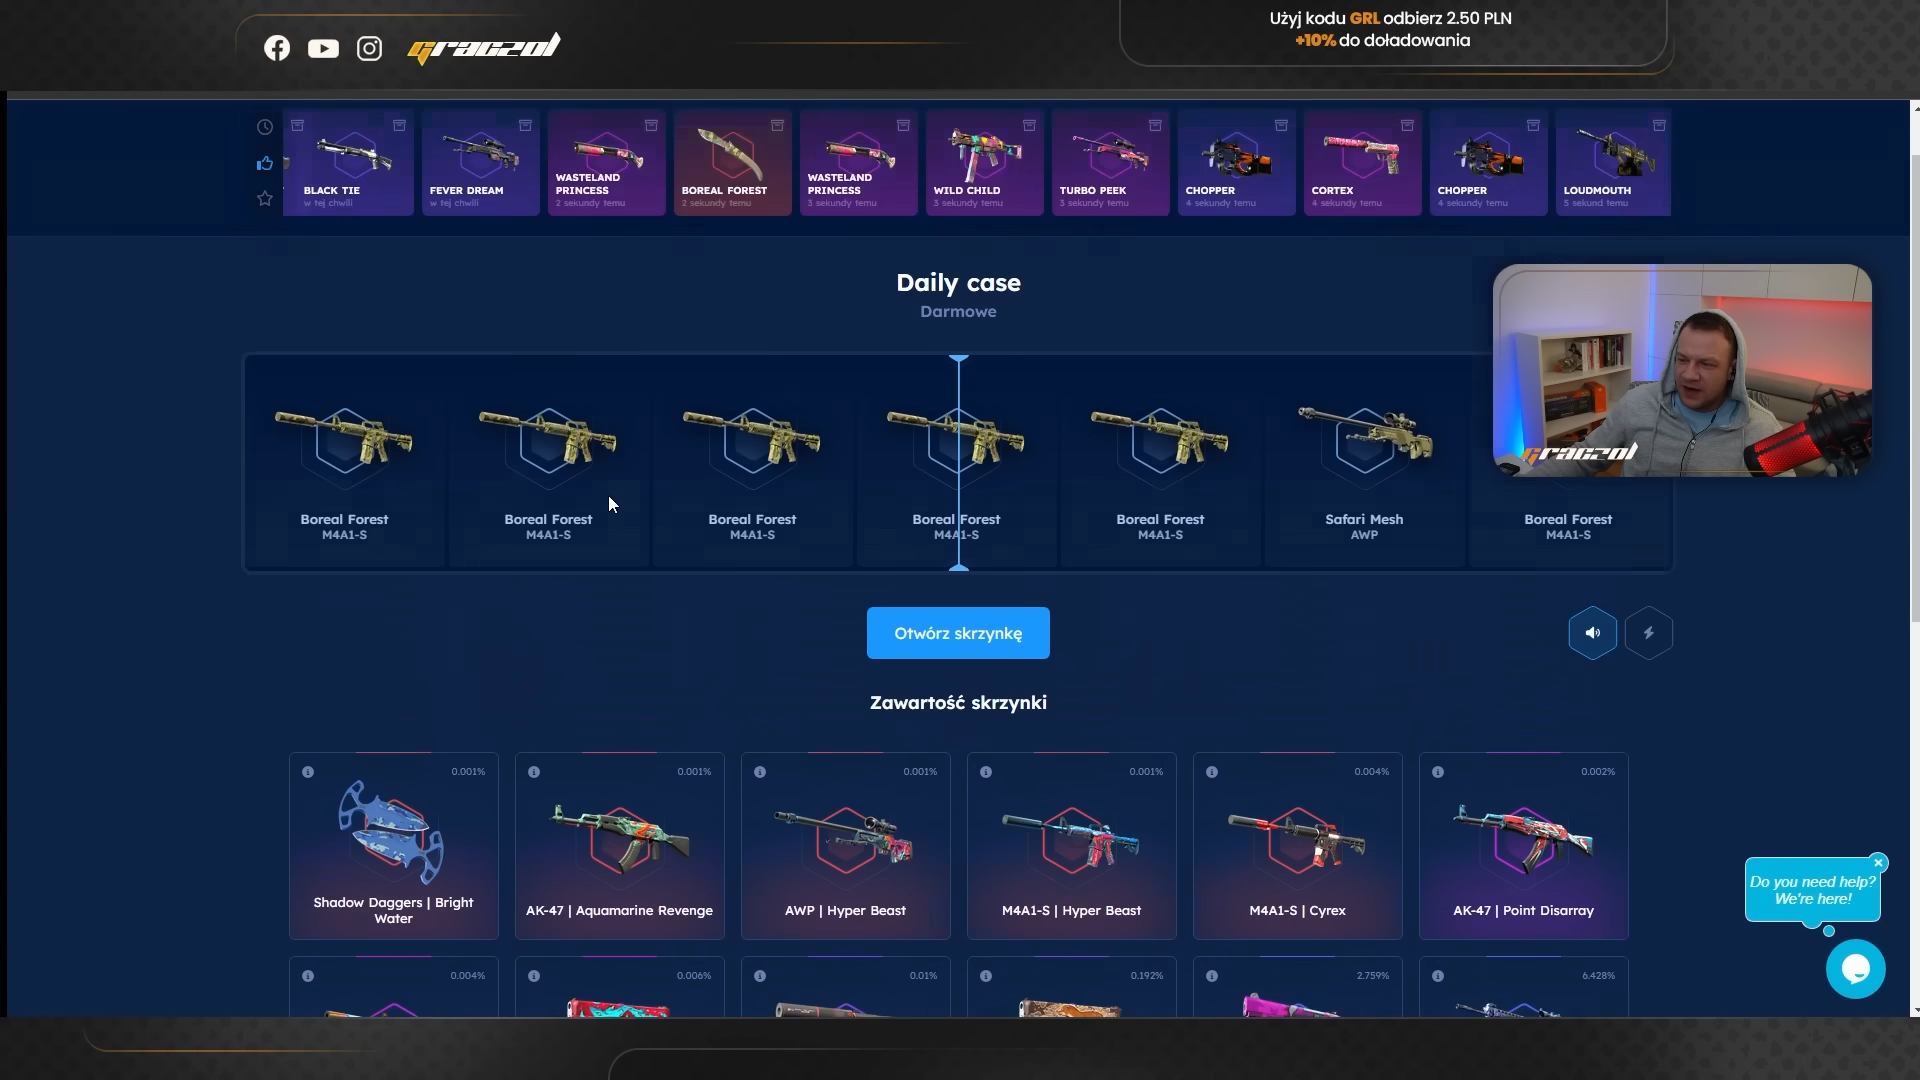 Użyj kodu GRL odbierz 2.50 PLN
+10% do doładowania
graczol
BLACK TIE
w tej chwili
FEVER DREAM
w tej chwili
WASTELAND
PRINCESS
2 sekundy temu
BOREAL FOREST
2 sekundy temu
WASTELAND
PRINCESS
3 sekundy temu
WILD CHILD
3 sekundy temu
TURBO PEEK
3 sekundy temu
CHOPPER
4 sekundy temu
CORTEX
4 sekundy temu
CHOPPER
4 sekundy temu
LOUDMOUTH
5 sekund temu
Daily case
Darmowe
graczol
Boreal Forest
M4A1-S
Boreal Forest
M4A1-S
Boreal Forest
M4A1-S
Boreal Forest
M4A1-S
Boreal Forest
M4A1-S
Safari Mesh
AWP
Boreal Forest
M4A1-S
Otwórz skrzynkę
Zawartość skrzynki
0.001%
Shadow Daggers | Bright
Water
0.001%
AK-47 | Aquamarine Revenge
0.001%
AWP | Hyper Beast
0.001%
M4A1-S | Hyper Beast
0.004%
M4A1-S | Cyrex
0.002%
AK-47 | Point Disarray
Do you need help?
We're here!
0.004%
0.006%
0.01%
0.192%
2.759%
6.428%